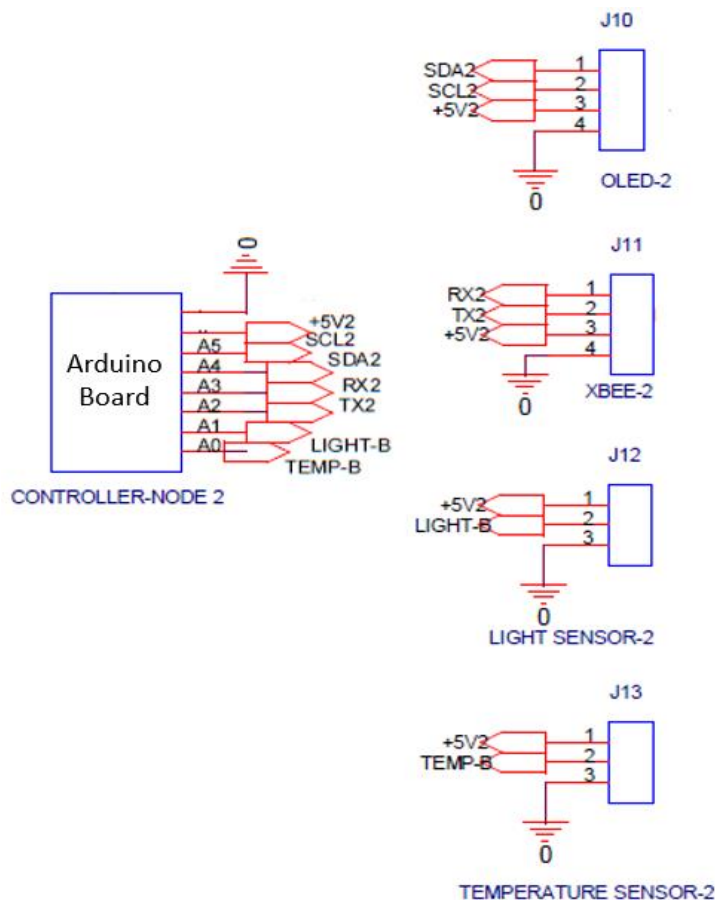 J10
SDA2 1
SCL2 2
+5V2 3
4
0
OLED-2
J11
RX2 1
TX2 2
+5V2 3
4
0
XBEE-2
0
Arduino
Board
+5V2
A5 SCL2
A4 SDA2
A3 RX2
A2 TX2
A1 LIGHT-B
A0 TEMP-B
CONTROLLER-NODE 2
J12
+5V2 1
LIGHT-B 2
3
0
LIGHT SENSOR-2
J13
+5V2 1
TEMP-B 2
3
0
TEMPERATURE SENSOR-2